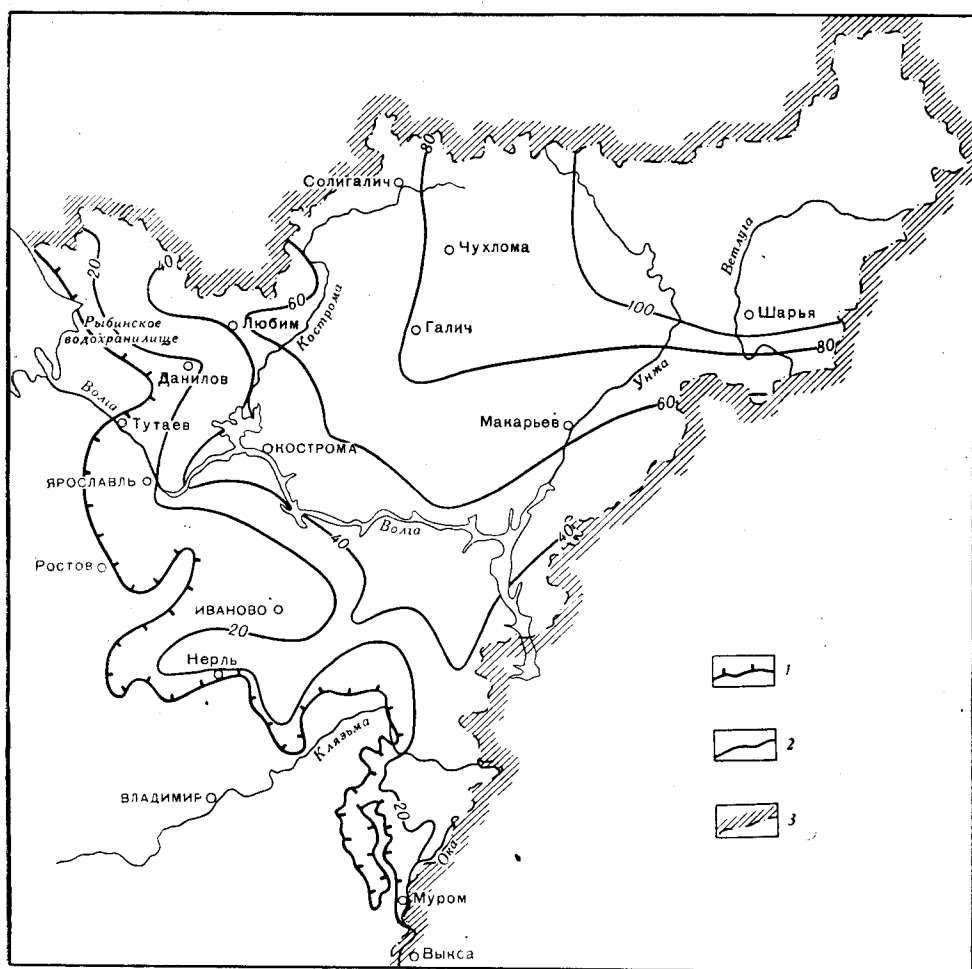 80
Солигалич
Чухлома
Ветлуга
20
40
60
Кострома
100
Шарья
Любим
Галич
Рыбинское
водохранилище
80
Данилов
Унжа
Волга
Тутаев
Макарьев
60
КОСТРОМА
ЯРОСЛАВЛЬ
Волга
40
40
Ростов
ИВАНОВО
20
Нерль
1
Клязьма
2
ВЛАДИМИР
20
3
Ока
Муром
Выкса